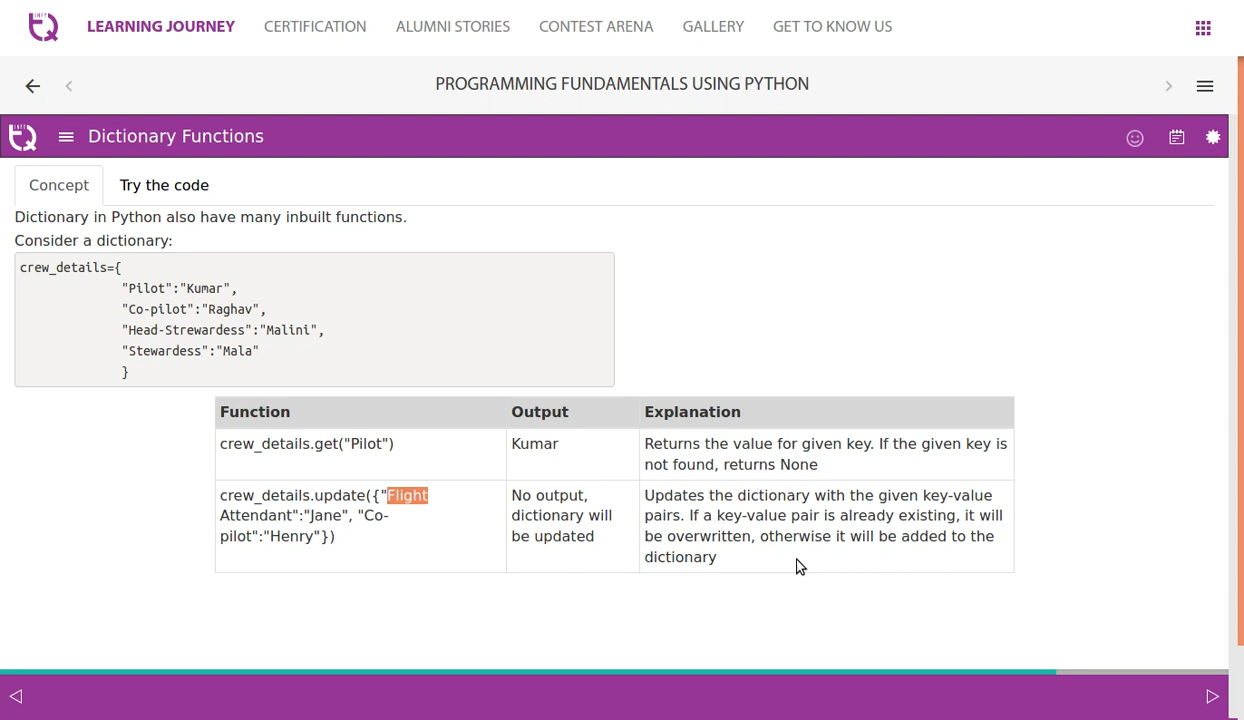 LEARNING JOURNEY CERTIFICATION ALUMNI STORIES CONTEST ARENA GALLERY GET TO KNOW US
PROGRAMMING FUNDAMENTALS USING PYTHON
Dictionary Functions
Concept Try the code
Dictionary in Python also have many inbuilt functions.
Consider a dictionary:
crew_details={
"Pilot":"Kumar",
"Co-pilot":"Raghav",
"Head-Strewardess":"Malini",
"Stewardess":"Mala"
}
Function Output Explanation
crew_details.get("Pilot") Kumar Returns the value for given key. If the given key is
not found, returns None
crew_details.update({"Flight No output, Updates the dictionary with the given key-value
Attendant":"Jane", "Co- dictionary will pairs. If a key-value pair is already existing, it will
pilot":"Henry"}) be updated be overwritten, otherwise it will be added to the
dictionary